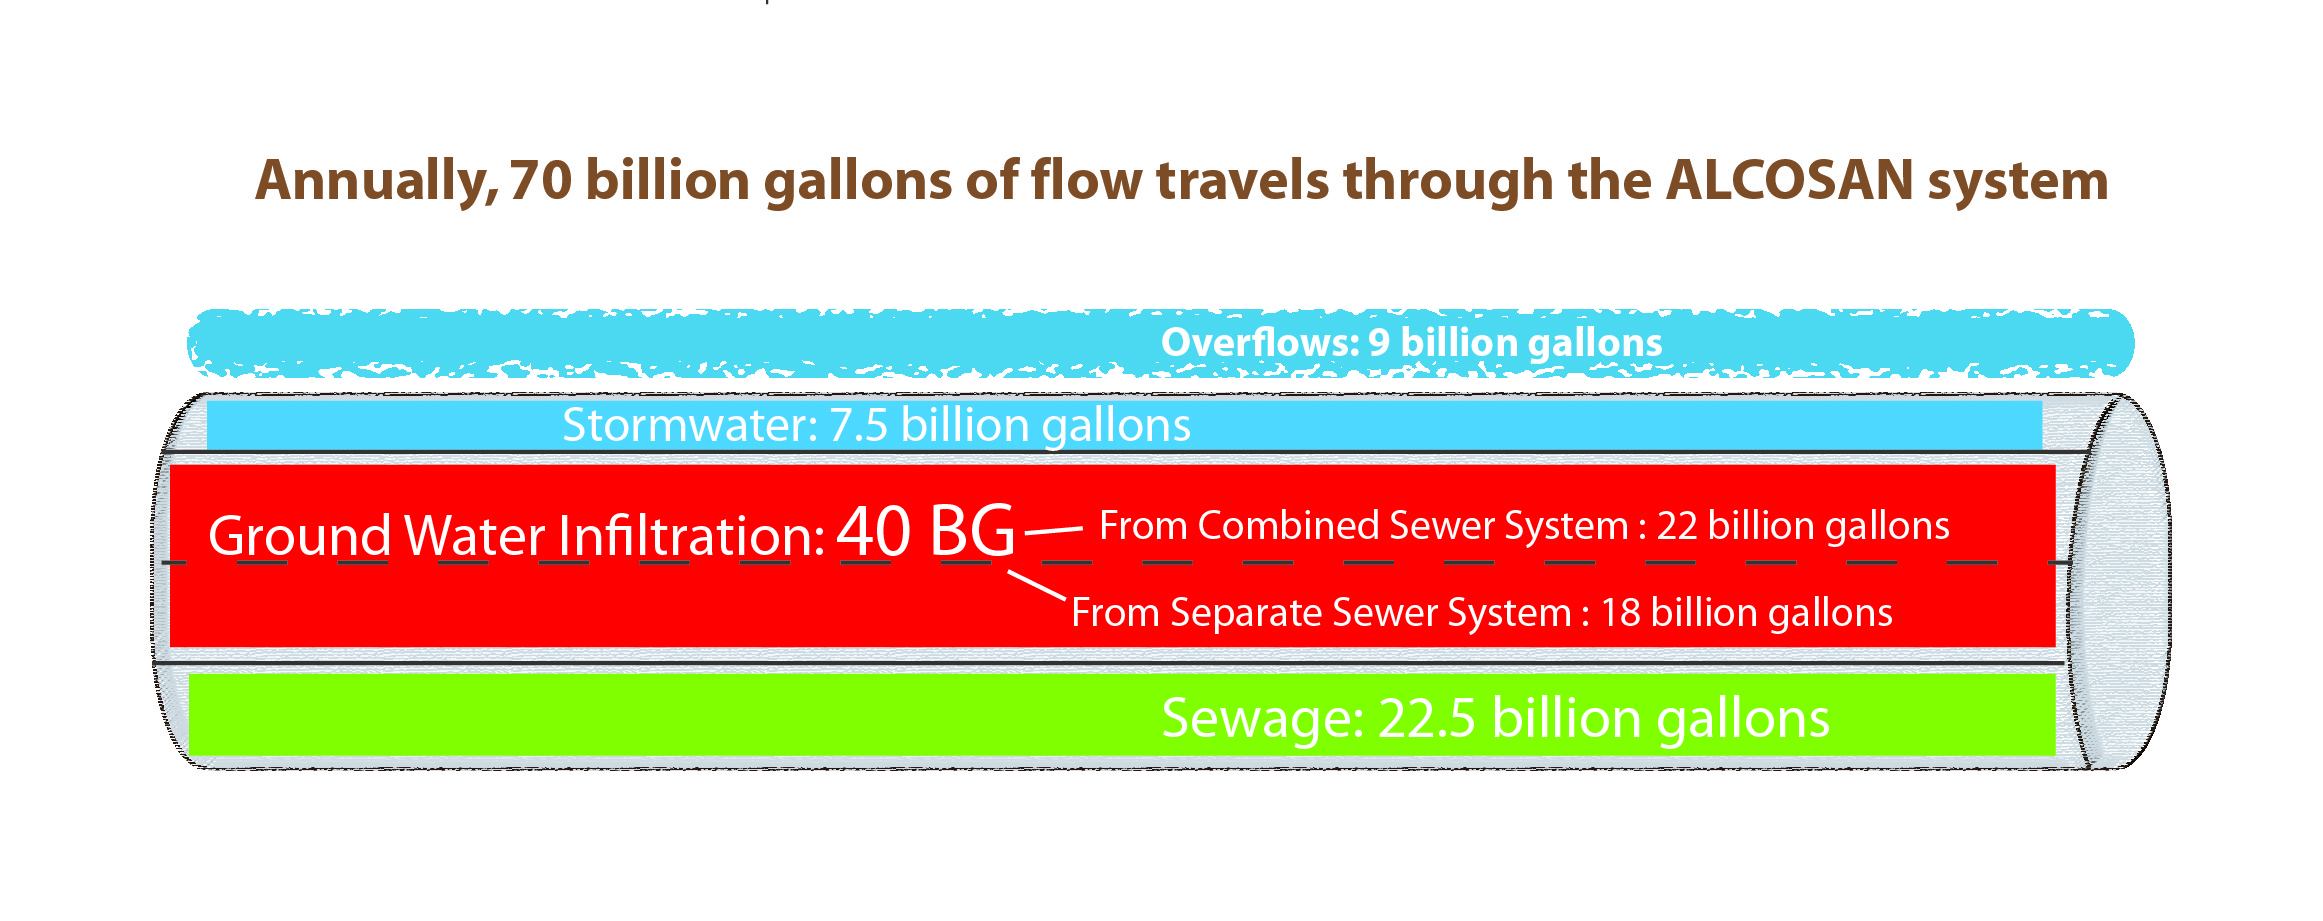 Annually, 70 billion gallons of flow travels through the ALCOSAN system
Overflows: 9 billion gallons
Stormwater: 7.5 billion gallons
Ground Water Infiltration: 40 BG
From Combined Sewer System : 22 billion gallons
From Separate Sewer System : 18 billion gallons
Sewage: 22.5 billion gallons